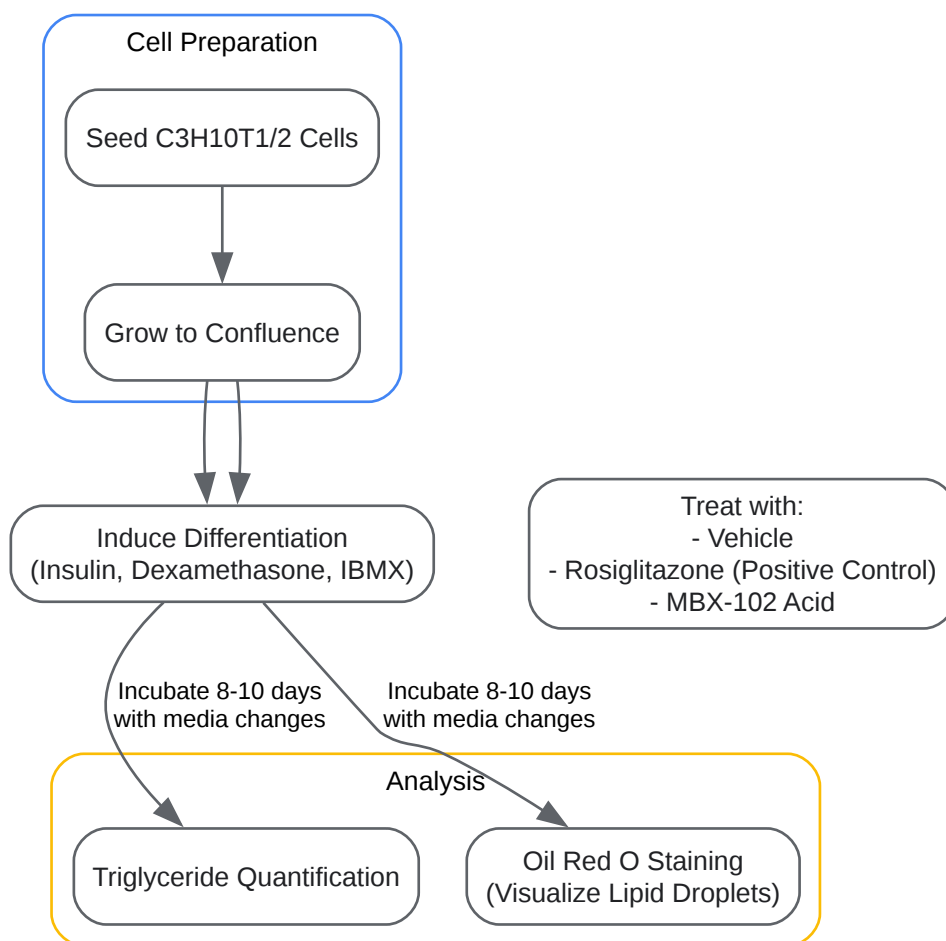 Cell Preparation
Seed C3H10T1/2 Cells
Grow to Confluence
Induce Differentiation
(Insulin, Dexamethasone, IBMX)
Treat with:
- Vehicle
- Rosiglitazone (Positive Control)
- MBX-102 Acid
Incubate 8-10 days
with media changes
Incubate 8-10 days
with media changes
Analysis
Triglyceride Quantification
Oil Red O Staining
(Visualize Lipid Droplets)